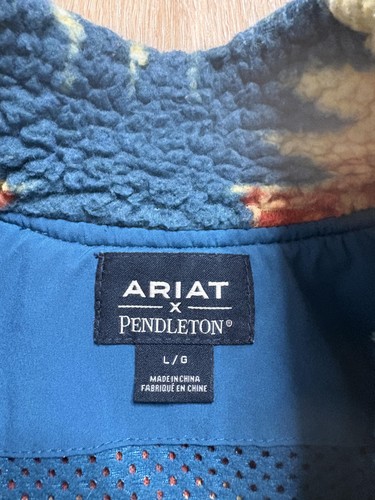 ARIAT
X
PENDLETON®
L/G
MADE IN CHINA
FABRIQUÉ EN CHINE